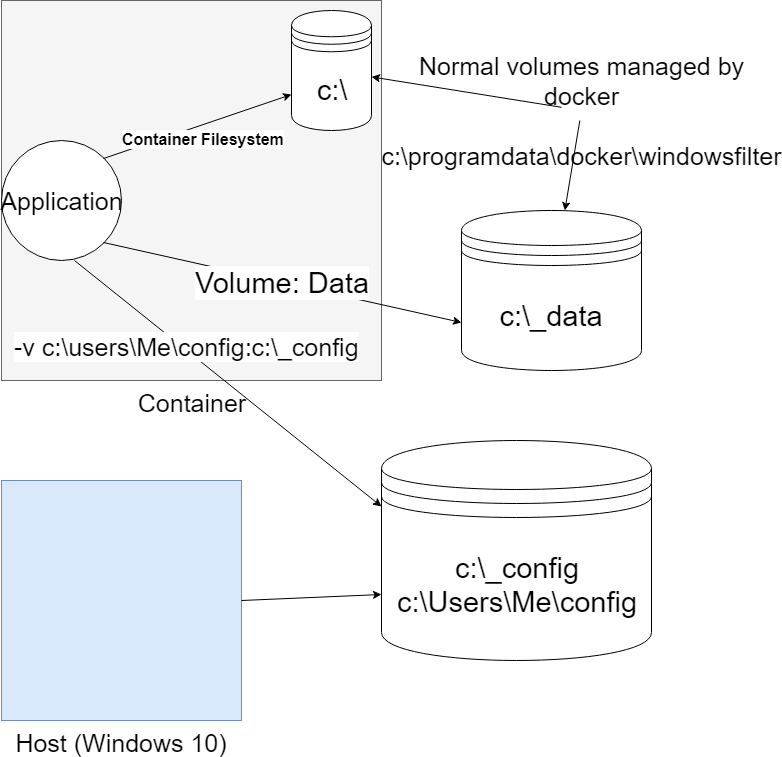 c:\
Normal volumes managed by
docker
Container Filesystem
c:\programdata\docker\windowsfilter
Application
Volume: Data
c:\_data
-v c:\users\Me\config:c:\_config
Container
c:\_config
c:\Users\Me\config
Host (Windows 10)